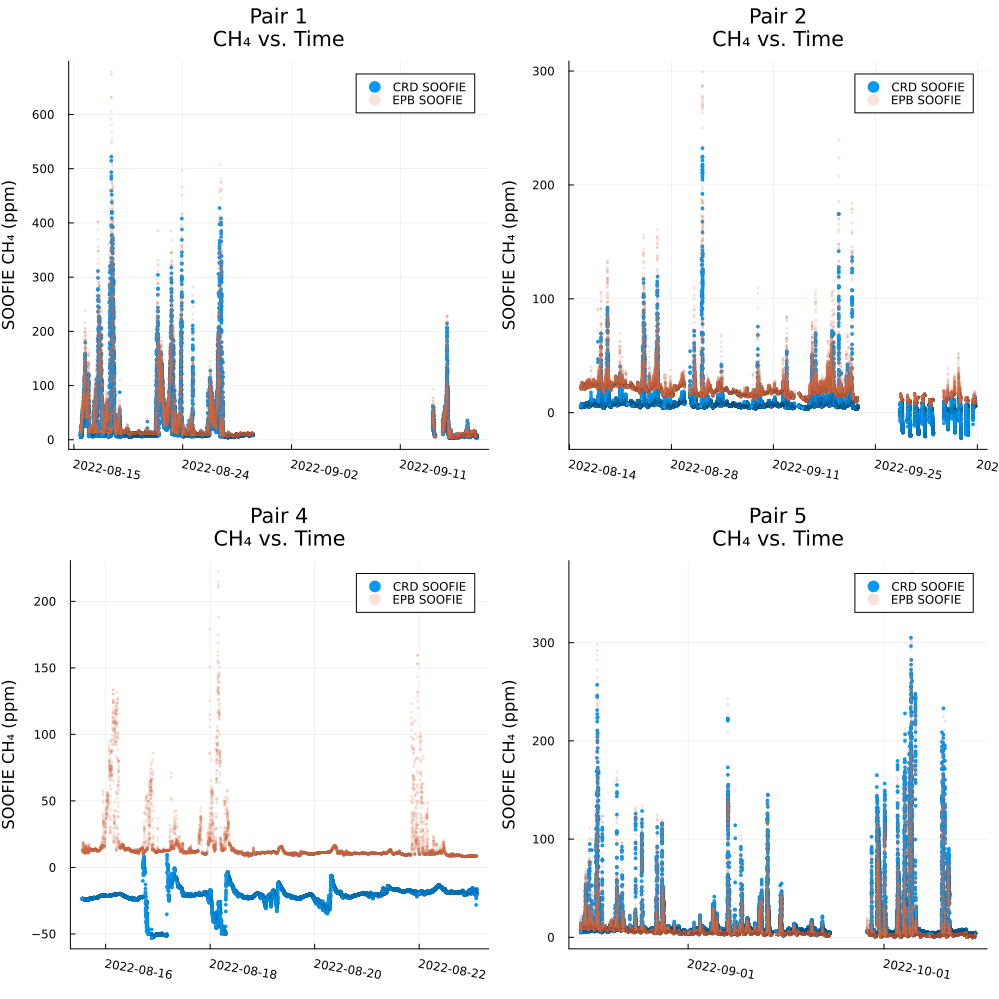 Pair 1
CH₄ vs. Time
SOOFIE CH₄ (ppm)
CRD SOOFIE
EPB SOOFIE
600
500
400
300
200
100
0
2022-08-15
2022-08-24
2022-09-02
2022-09-11
Pair 2
CH₄ vs. Time
SOOFIE CH₄ (ppm)
CRD SOOFIE
EPB SOOFIE
300
200
100
0
2022-08-14
2022-08-28
2022-09-11
2022-09-25
202
Pair 4
CH₄ vs. Time
SOOFIE CH₄ (ppm)
CRD SOOFIE
EPB SOOFIE
200
150
100
50
0
−50
2022-08-16
2022-08-18
2022-08-20
2022-08-22
Pair 5
CH₄ vs. Time
SOOFIE CH₄ (ppm)
CRD SOOFIE
EPB SOOFIE
300
200
100
0
2022-09-01
2022-10-01